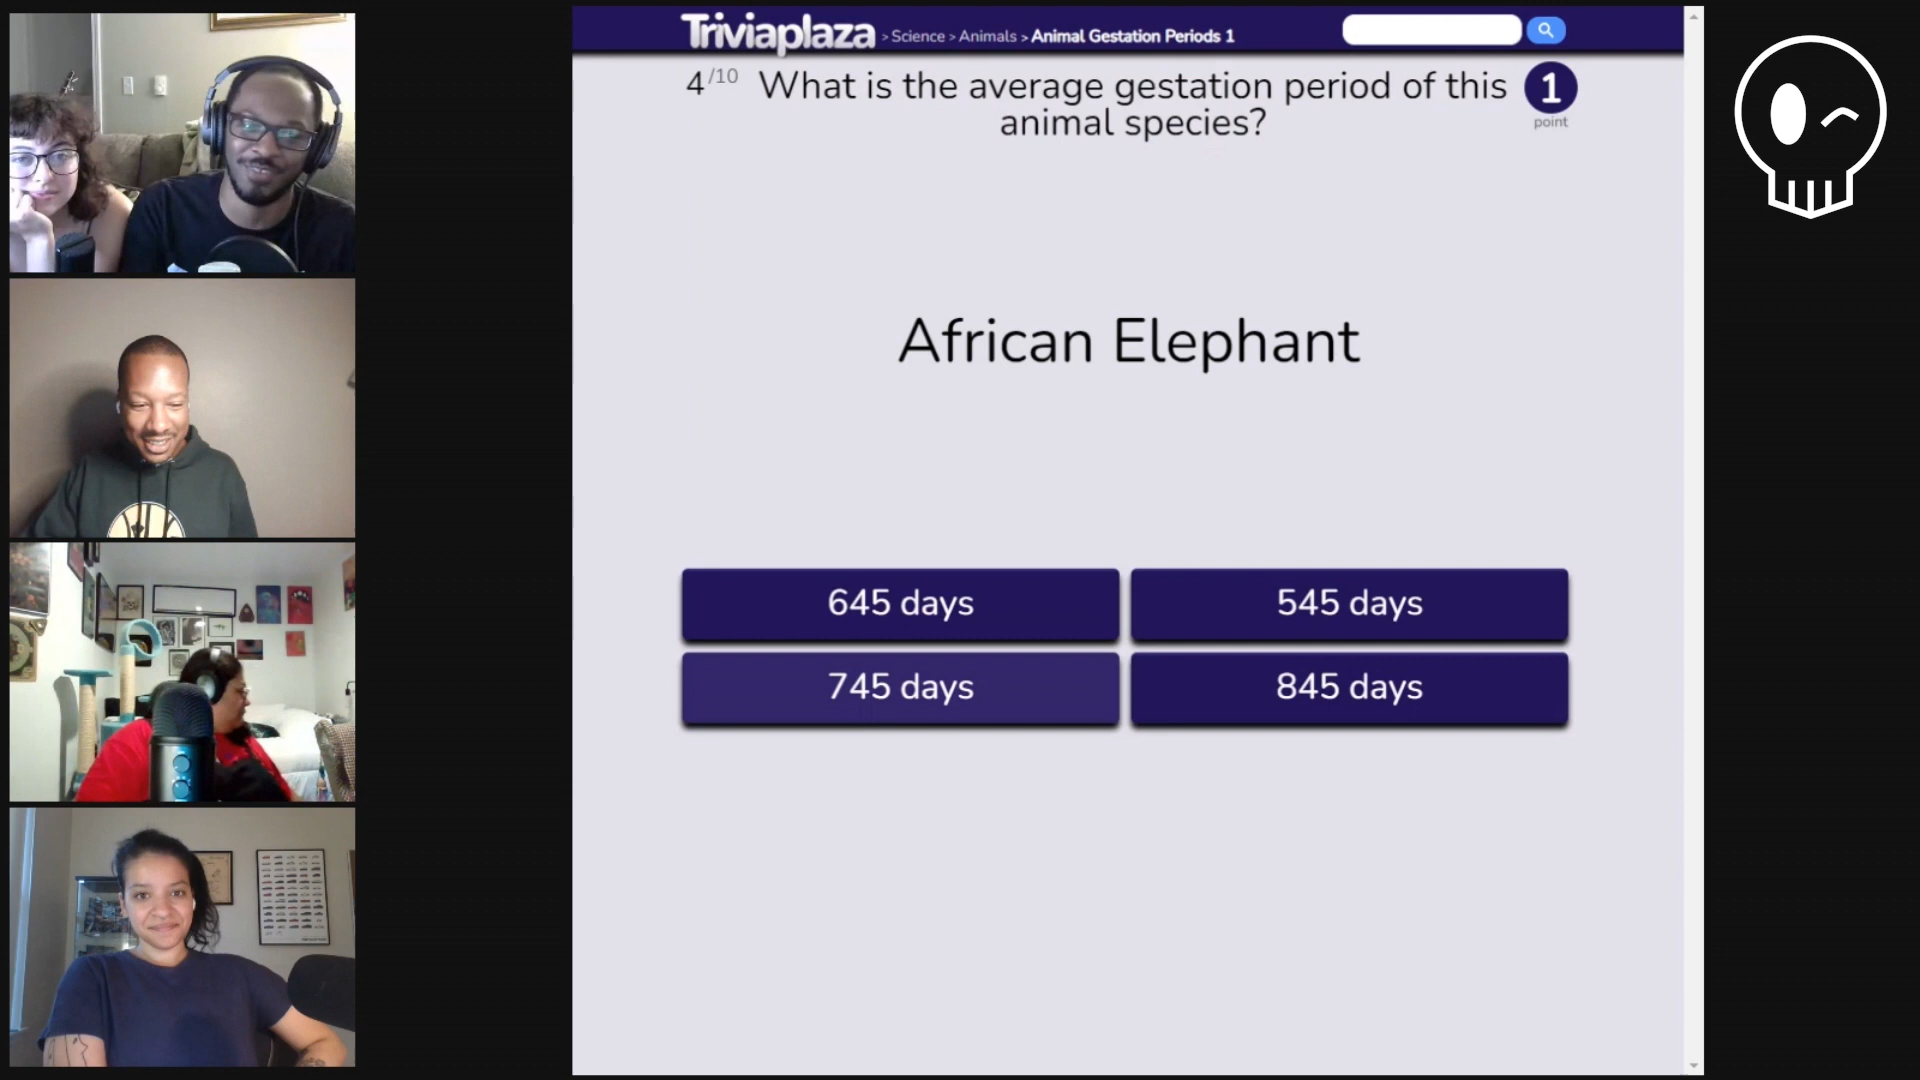 Triviaplaza > Science > Animals > Animal Gestation Periods 1
4/10 What is the average gestation period of this
animal species?
1
point
African Elephant
645 days
545 days
745 days
845 days